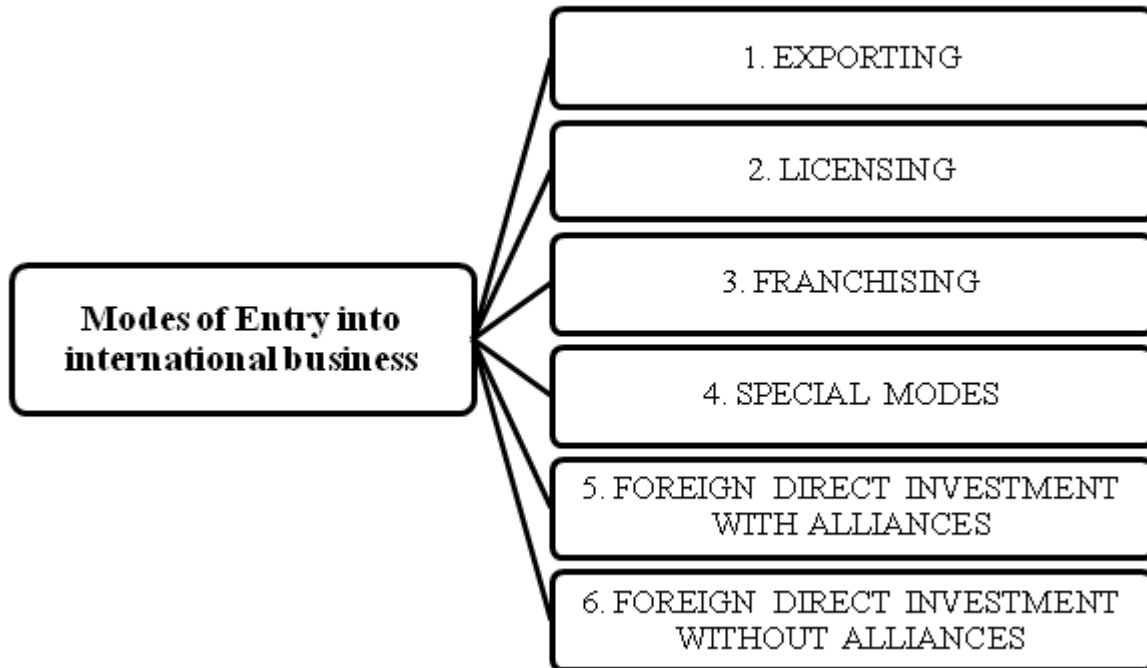 Modes of Entry into
international business
1. EXPORTING
2. LICENSING
3. FRANCHISING
4. SPECIAL MODES
5. FOREIGN DIRECT INVESTMENT
WITH ALLIANCES
6. FOREIGN DIRECT INVESTMENT
WITHOUT ALLIANCES